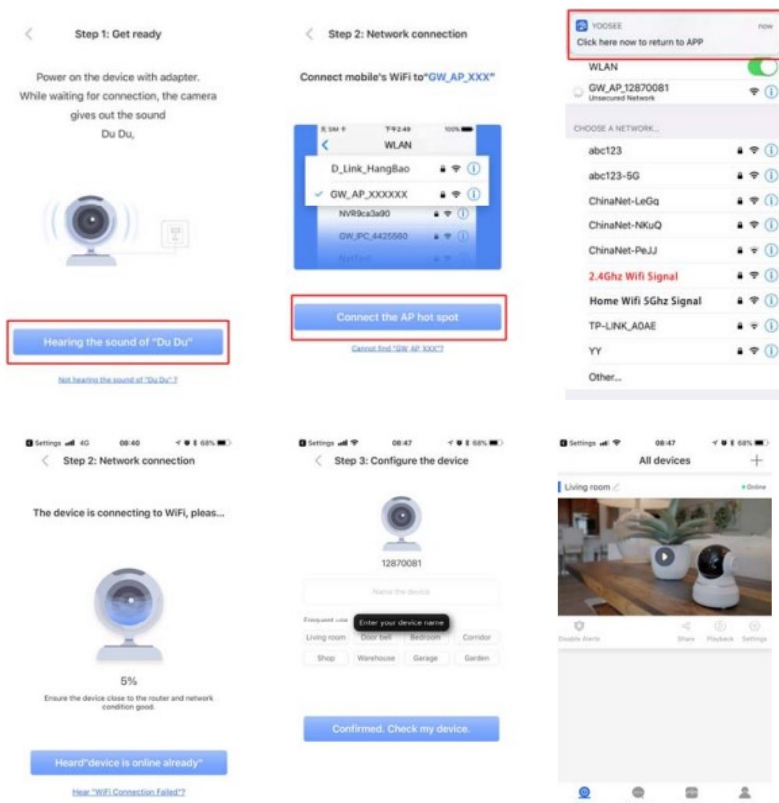 Step 1: Get ready
Power on the device with adapter.
While waiting for connection, the camera
gives out the sound
Du Du,
Hearing the sound of "Du Du"
Not hearing the sound of "Du Du" ?
Step 2: Network connection
Connect mobile's WiFi to"GW_AP_XXX"
100%
WLAN
D_Link_HangBao
GW_AP_XXXXXX
NVR9ca3a90
GW_IPC_4425560
Connect the AP hot spot
Cannot find "GW_AP_XXX"?
YOOSEE
now
Click here now to return to APP
WLAN
GW_AP_12870081
Unsecured Network
CHOOSE A NETWORK...
abc123
abc123-5G
ChinaNet-LeGq
ChinaNet-NKuQ
ChinaNet-PeJJ
2.4Ghz Wifi Signal
Home Wifi 5Ghz Signal
TP-LINK_A0AE
YY
Other...
Settings 4G 08:40 68%
Step 2: Network connection
The device is connecting to WiFi, pleas...
5%
Ensure the device close to the router and network
condition good.
Heard"device is online already"
Hear "WiFi Connection Failed"?
Settings 08:47 68%
Step 3: Configure the device
12870081
Name the device
Enter your device name
Living room Door bell Bedroom Corridor
Shop Warehouse Garage Garden
Confirmed. Check my device.
Settings 08:47 68%
All devices
Living room
Online
Disable Alerts Share Playback Settings